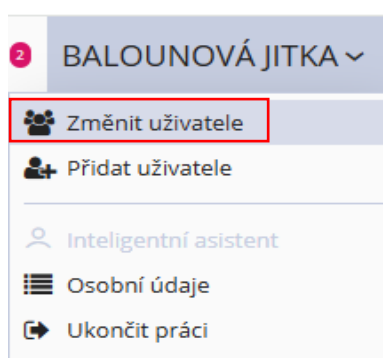 2 BALOUNOVÁ JITKA
Změnit uživatele
Přidat uživatele
Inteligentní asistent
Osobní údaje
Ukončit práci